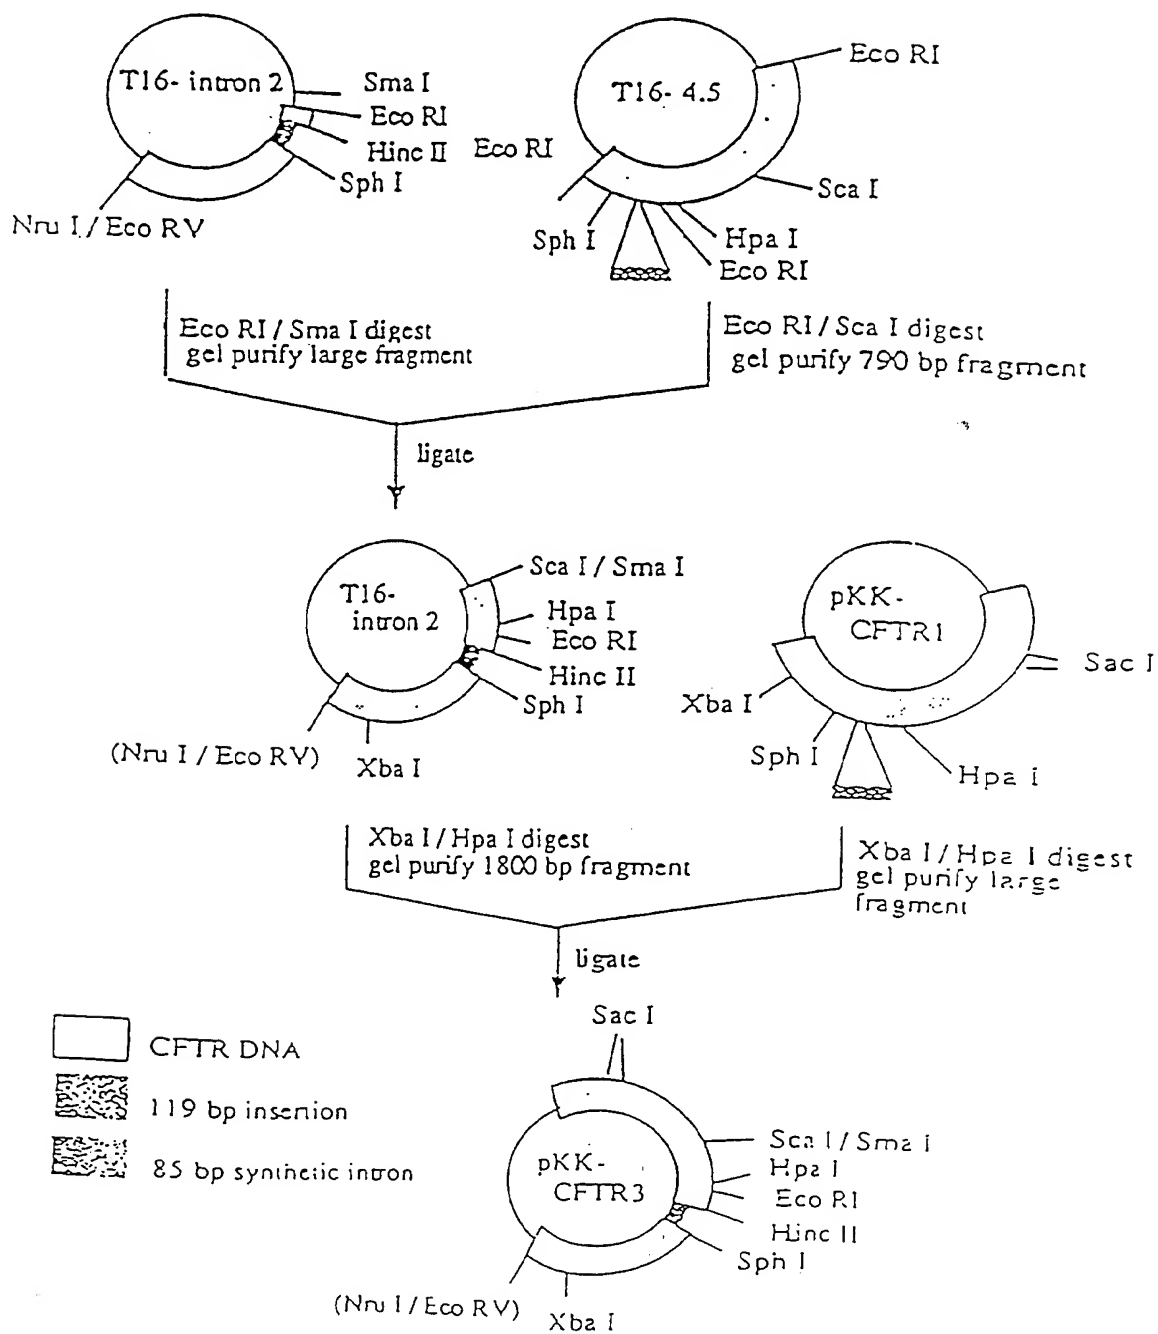 T16- intron 2
Sma I
Eco RI
Hinc II
Sph I
Nru I / Eco RV
T16- 4.5
Eco RI
Eco RI
Sca I
Sph I
Hpa I
Eco RI
Eco RI / Sma I digest
gel purify large fragment
Eco RI / Sca I digest
gel purify 790 bp fragment
ligate
T16-
intron 2
Sca I / Sma I
Hpa I
Eco RI
Hinc II
Sph I
(Nru I / Eco RV)
Xba I
pKK-
CFTR1
Sac I
Xba I
Sph I
Hpa I
Xba I / Hpa I digest
gel purify 1800 bp fragment
Xba I / Hpa I digest
gel purify large
fragment
ligate
Sac I
CFTR DNA
119 bp insertion
85 bp synthetic intron
pKK-
CFTR3
Sca I / Sma I
Hpa I
Eco RI
Hinc II
Sph I
(Nru I / Eco RV)
Xba I